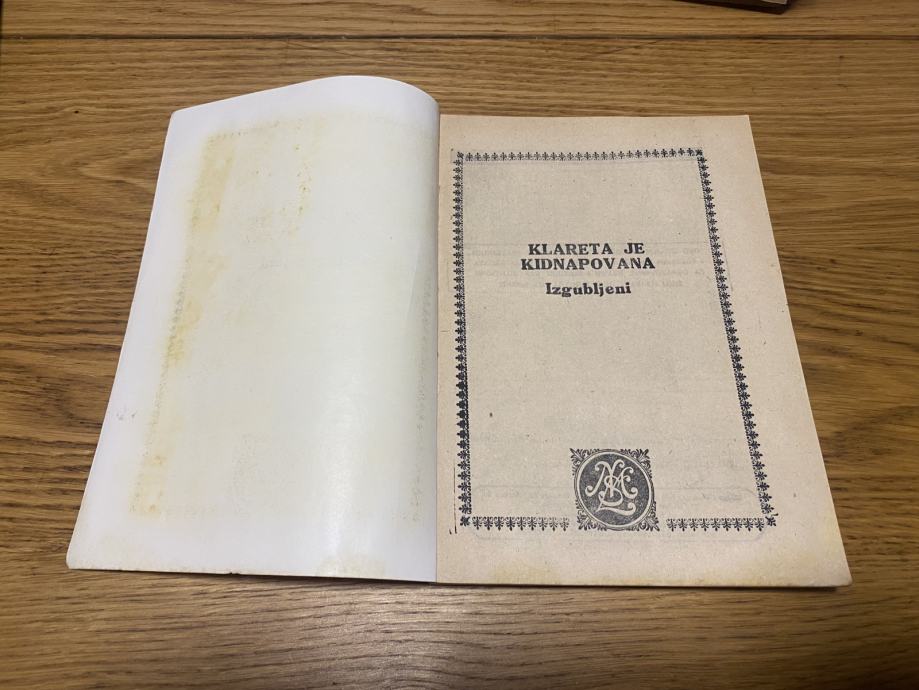 KLARETA JE
KIDNAPOVANA
Izgubljeni